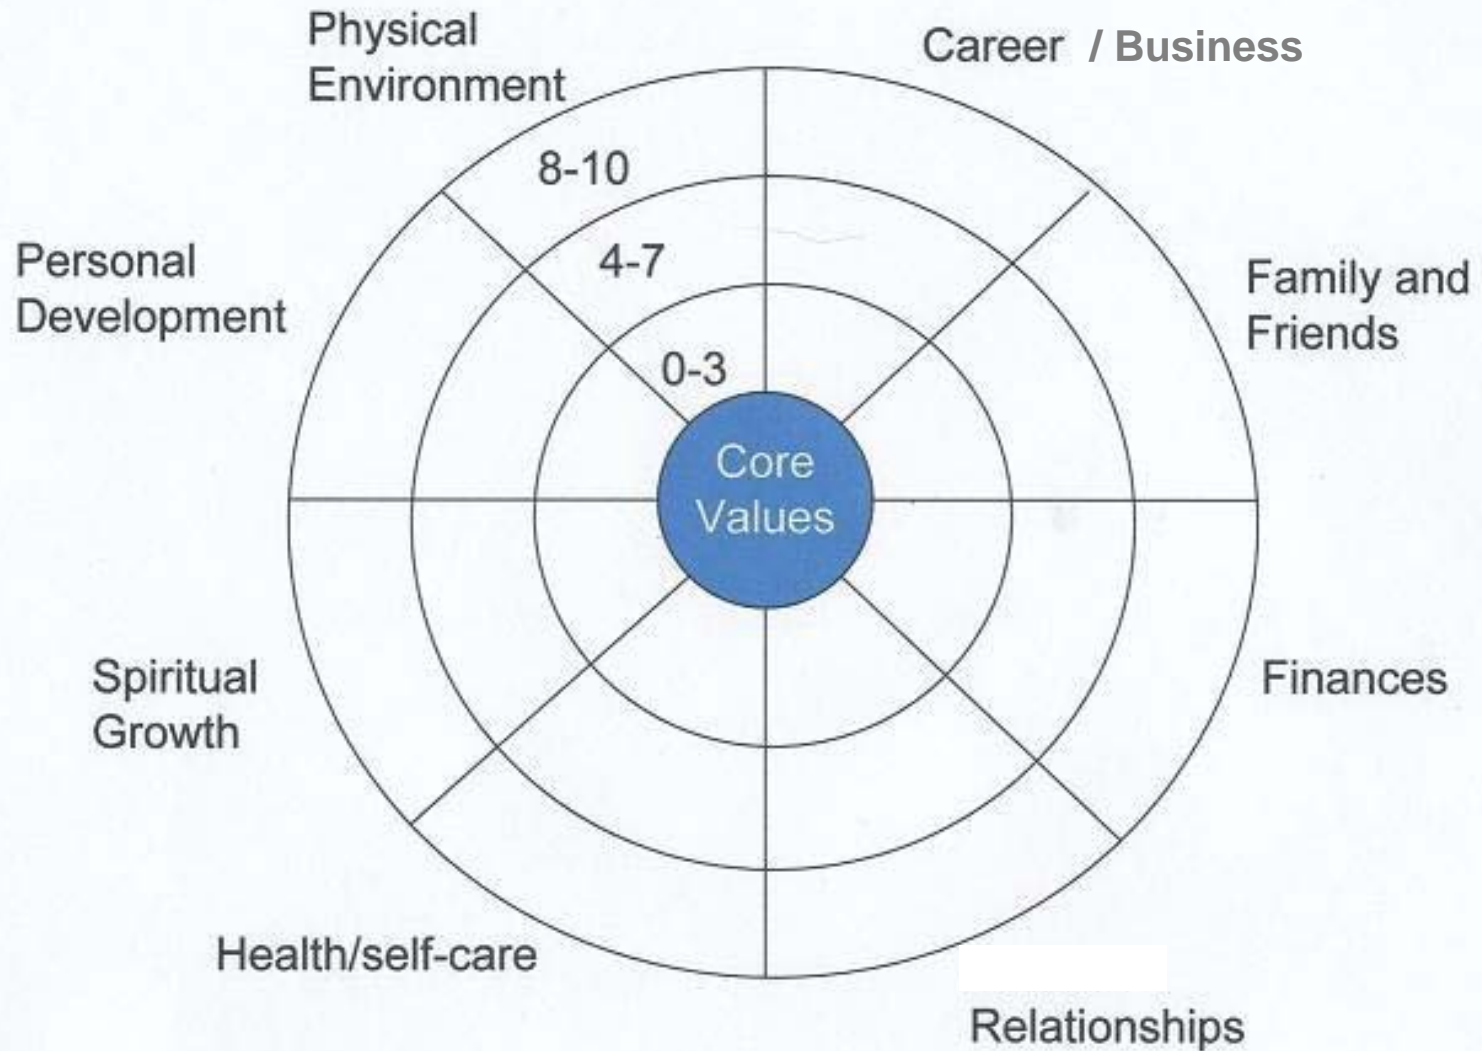 Physical
Environment
Career / Business
8-10
4-7
0-3
Personal
Development
Family and
Friends
Core
Values
Spiritual
Growth
Finances
Health/self-care
Relationships